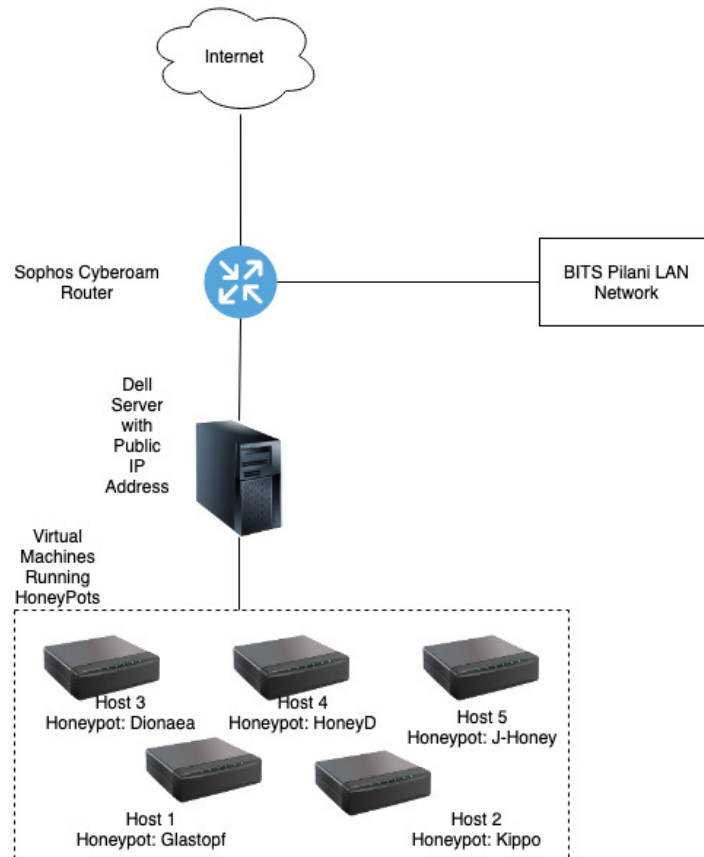 Internet
Sophos Cyberoam
Router
BITS Pilani LAN
Network
Dell
Server
with
Public
IP
Address
Virtual
Machines
Running
HoneyPots
Host 3
Honeypot: Dionaea
Host 4
Honeypot: HoneyD
Host 5
Honeypot: J-Honey
Host 1
Honeypot: Glastopf
Host 2
Honeypot: Kippo